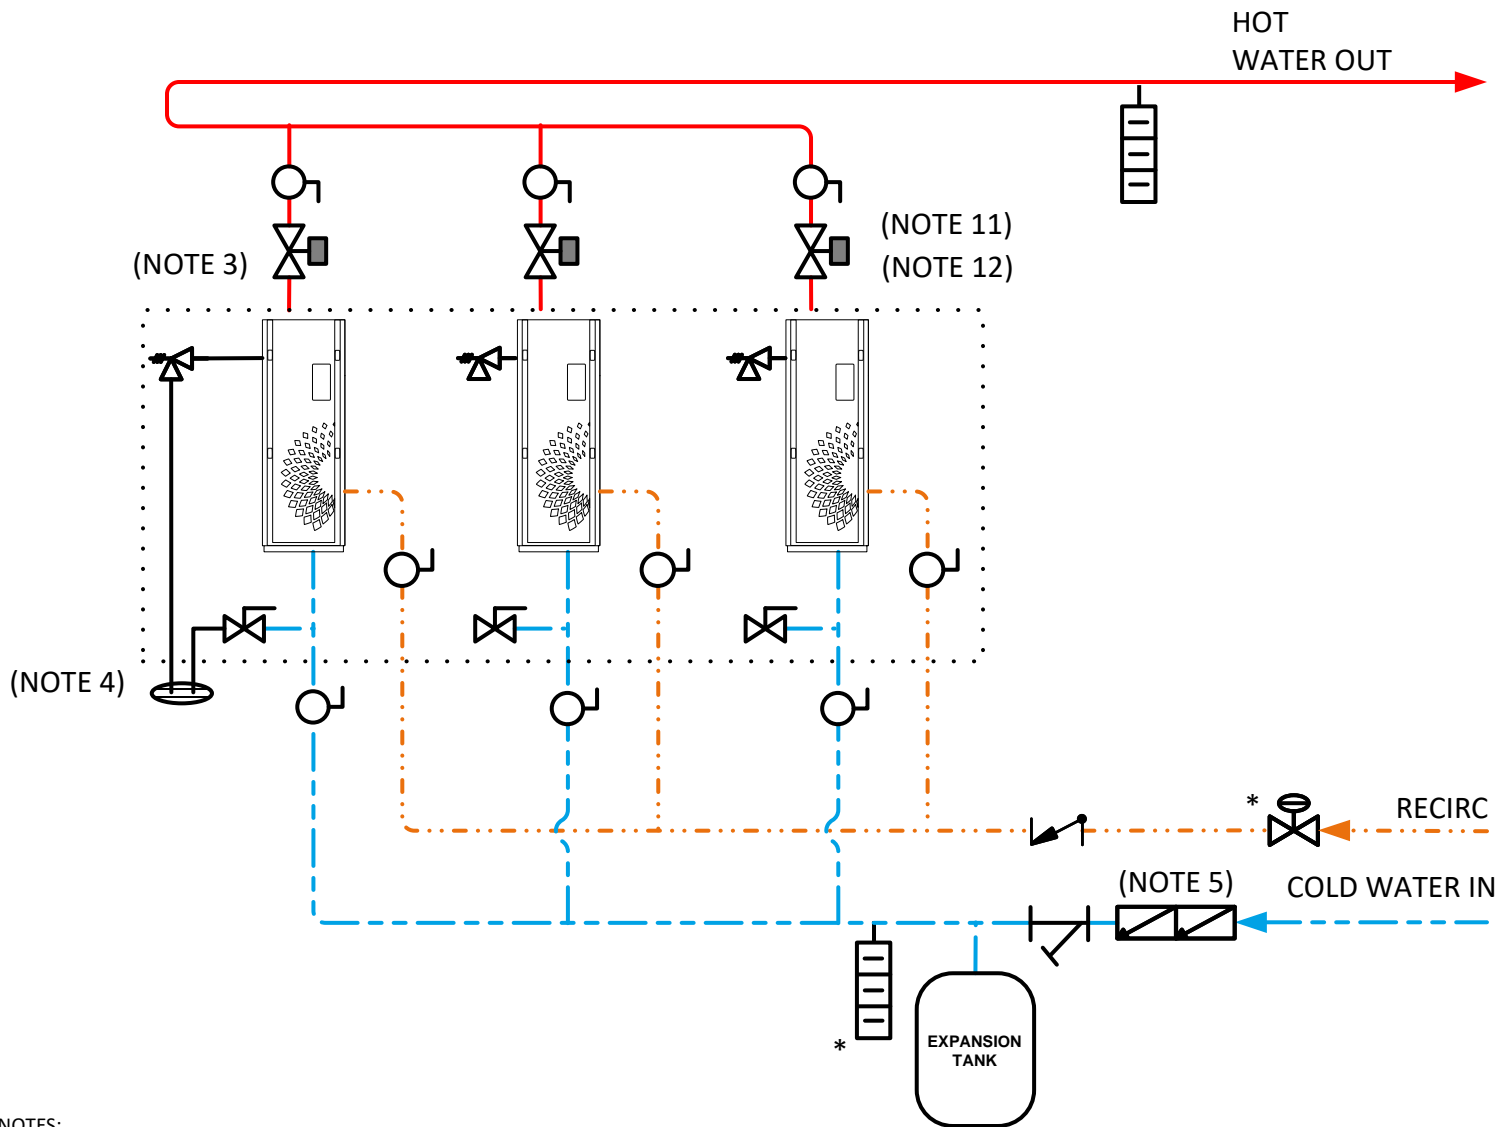 HOT
WATER OUT
(NOTE 11)
(NOTE 3)
(NOTE 12)
(NOTE 4)
*
RECIRC
(NOTE 5)
COLD WATER IN
*
EXPANSION
TANK
NOTES: